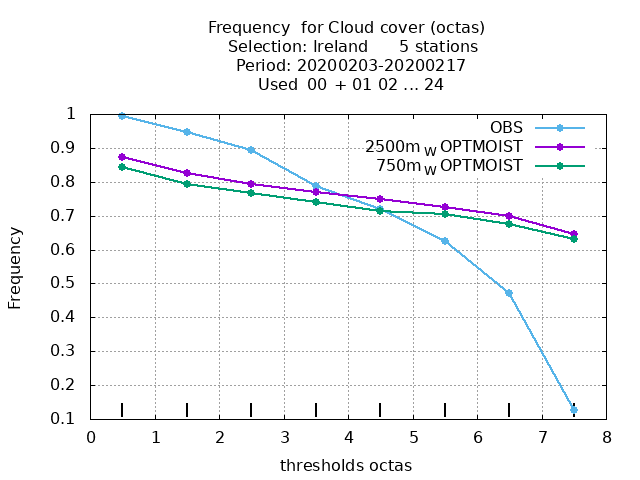 Frequency for Cloud cover (octas)
Selection: Ireland 5 stations
Period: 20200203-20200217
Used 00 + 01 02 ... 24
OBS
2500m_W OPTMOIST
750m_W OPTMOIST
1
0.9
0.8
0.7
0.6
0.5
0.4
0.3
0.2
0.1
Frequency
0 1 2 3 4 5 6 7 8
thresholds octas